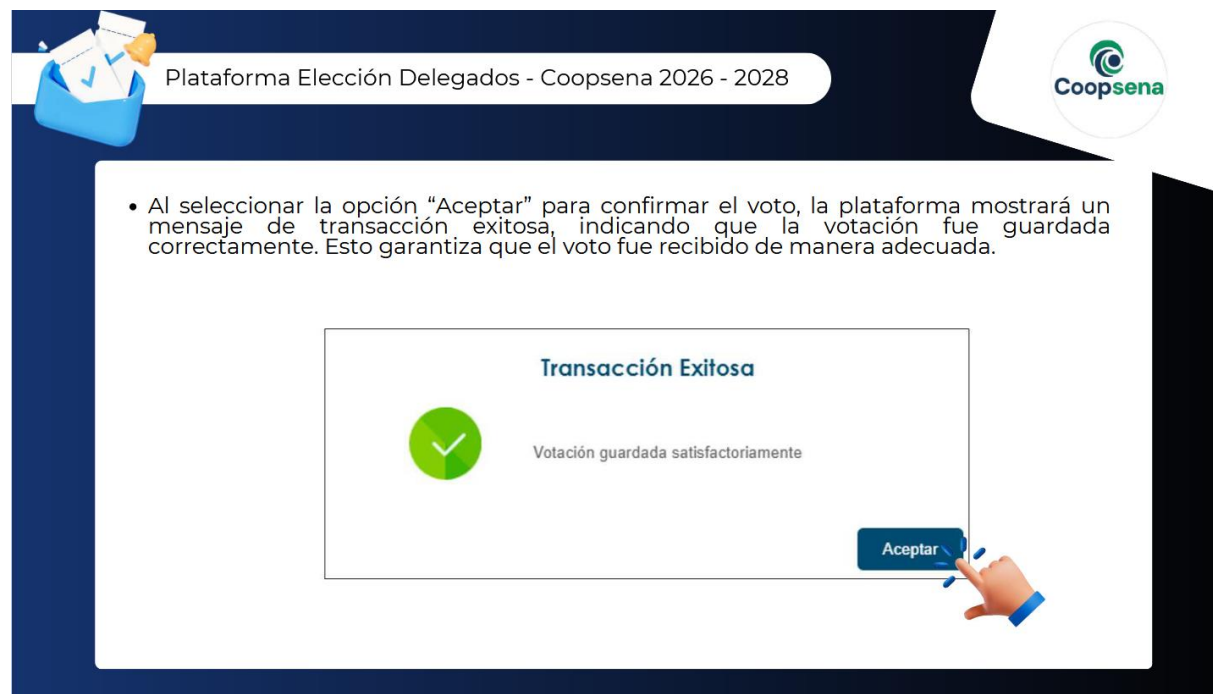 Plataforma Elección Delegados - Coopsena 2026 - 2028
Coopsena
• Al seleccionar la opción “Aceptar” para confirmar el voto, la plataforma mostrará un
mensaje de transacción exitosa, indicando que la votación fue guardada
correctamente. Esto garantiza que el voto fue recibido de manera adecuada.
Transacción Exitosa
Votación guardada satisfactoriamente
Aceptar